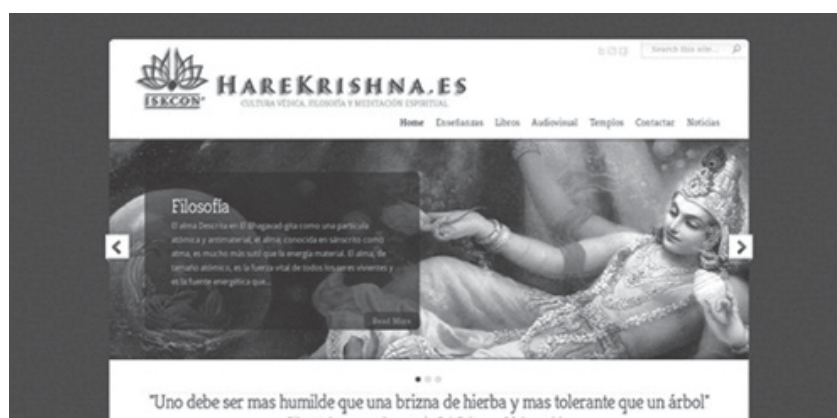 Search this site...
ISKCON
HAREKRISHNA.ES
CULTURA VÉDICA, FILOSOFÍA Y MEDITACIÓN ESPIRITUAL
Home Enseñanzas Libros Audiovisual Templos Contactar Noticias
Filosofía
El alma Descrita en El Bhagavad-gita como una partícula
atómica y antimaterial, el alma, conocida en sánscrito como
atma, es mucho más sutil que la energía material. El alma, de
tamaño atómico, es la fuerza vital de todos los seres vivientes y
es la fuente energética que...
Read More
"Uno debe ser mas humilde que una brizna de hierba y mas tolerante que un árbol"